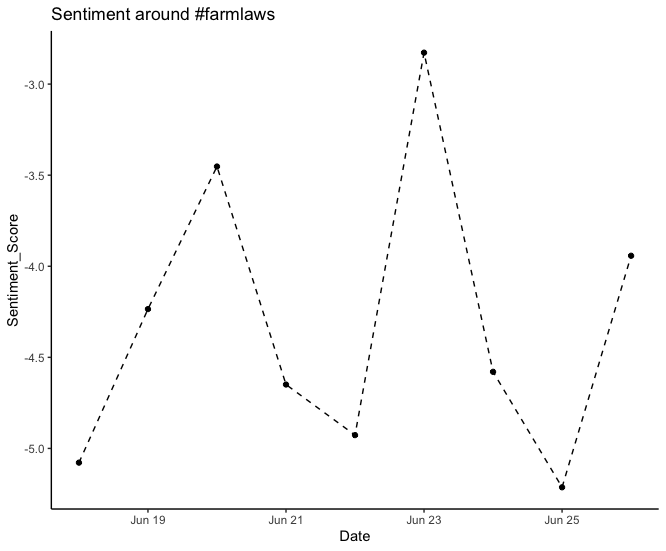 Sentiment around #farmlaws
Sentiment_Score
-3.0
-3.5
-4.0
-4.5
-5.0
Jun 19
Jun 21
Jun 23
Jun 25
Date